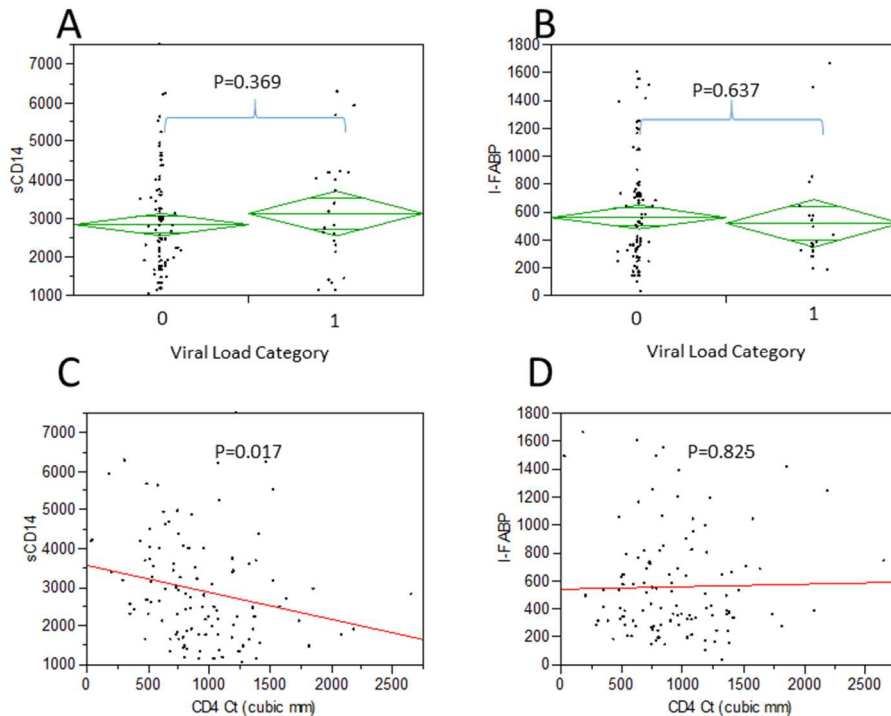 A
P=0.369
sCD14
7000
6000
5000
4000
3000
2000
1000
0
1
Viral Load Category
B
P=0.637
I-FABP
1800
1600
1400
1200
1000
800
600
400
200
0
0
1
Viral Load Category
C
P=0.017
sCD14
7000
6000
5000
4000
3000
2000
1000
0 500 1000 1500 2000 2500
CD4 Ct (cubic mm)
D
P=0.825
I-FABP
1800
1600
1400
1200
1000
800
600
400
200
0
0 500 1000 1500 2000 2500
CD4 Ct (cubic mm)